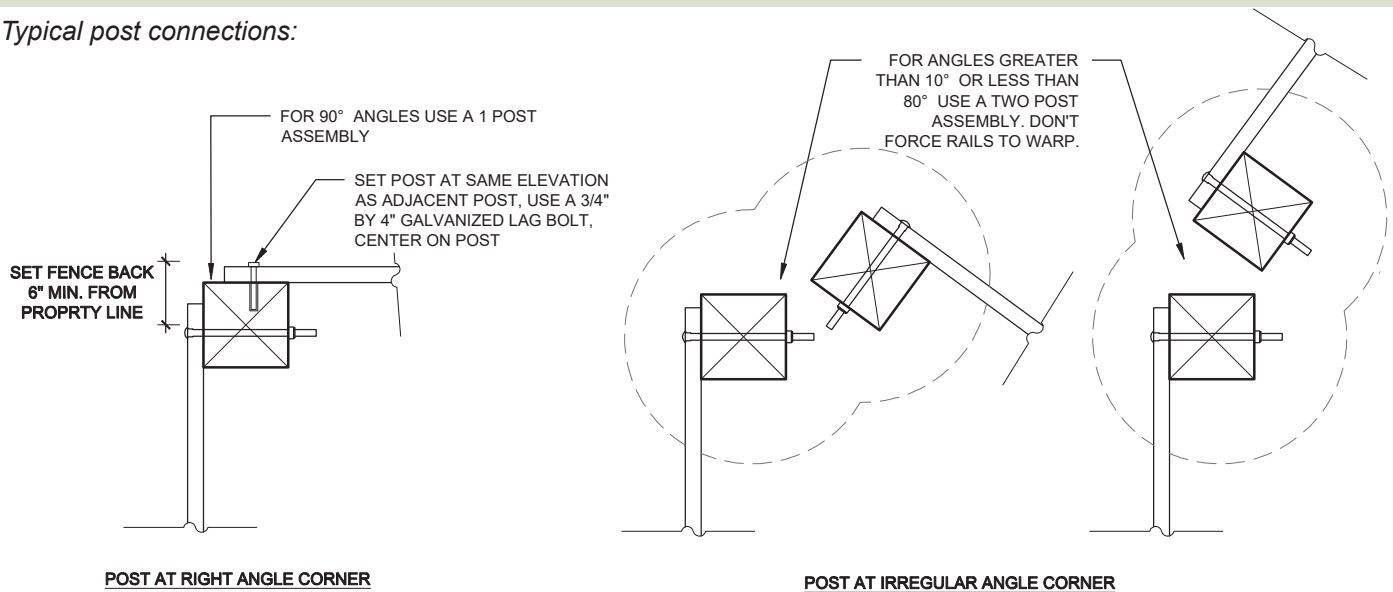 Typical post connections:
FOR 90° ANGLES USE A 1 POST
ASSEMBLY
SET POST AT SAME ELEVATION
AS ADJACENT POST, USE A 3/4"
BY 4" GALVANIZED LAG BOLT,
CENTER ON POST
SET FENCE BACK
6" MIN. FROM
PROPRTY LINE
POST AT RIGHT ANGLE CORNER
FOR ANGLES GREATER
THAN 10° OR LESS THAN
80° USE A TWO POST
ASSEMBLY. DON'T
FORCE RAILS TO WARP.
POST AT IRREGULAR ANGLE CORNER